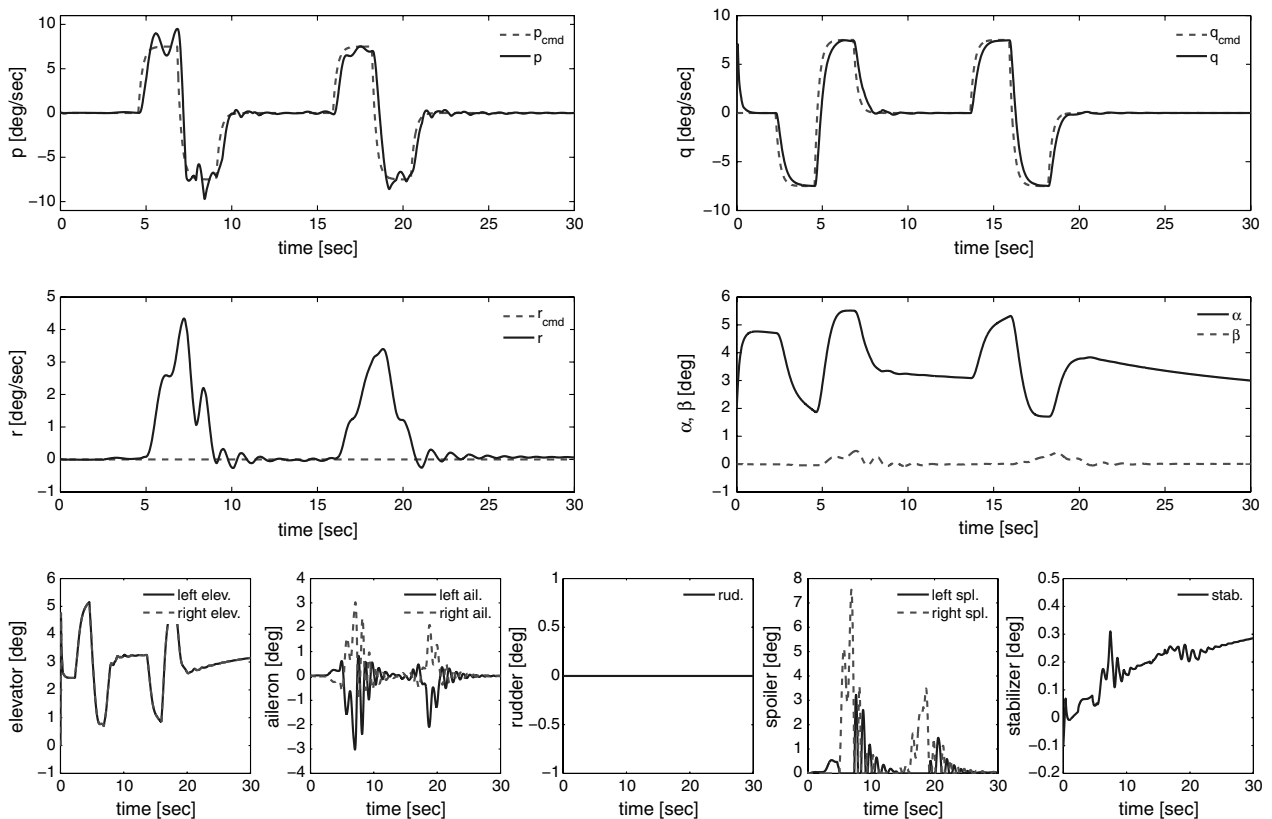 10
5
0
−5
−10
p [deg/sec]
p_cmd
p
0 5 10 15 20 25 30
time [sec]
10
5
0
−5
−10
q [deg/sec]
q_cmd
q
0 5 10 15 20 25 30
time [sec]
5
4
3
2
1
0
−1
r [deg/sec]
r_cmd
r
0 5 10 15 20 25 30
time [sec]
6
5
4
3
2
1
0
−1
α, β [deg]
α
β
0 5 10 15 20 25 30
time [sec]
6
5
4
3
2
1
0
−1
elevator [deg]
left elev.
right elev.
0 10 20 30
time [sec]
4
3
2
1
0
−1
−2
−3
−4
aileron [deg]
left ail.
right ail.
0 10 20 30
time [sec]
1
0.5
0
−0.5
−1
rudder [deg]
rud.
0 10 20 30
time [sec]
8
7
6
5
4
3
2
1
0
spoiler [deg]
left spl.
right spl.
0 10 20 30
time [sec]
0.5
0.4
0.3
0.2
0.1
0
−0.1
−0.2
stabilizer [deg]
stab.
0 10 20 30
time [sec]